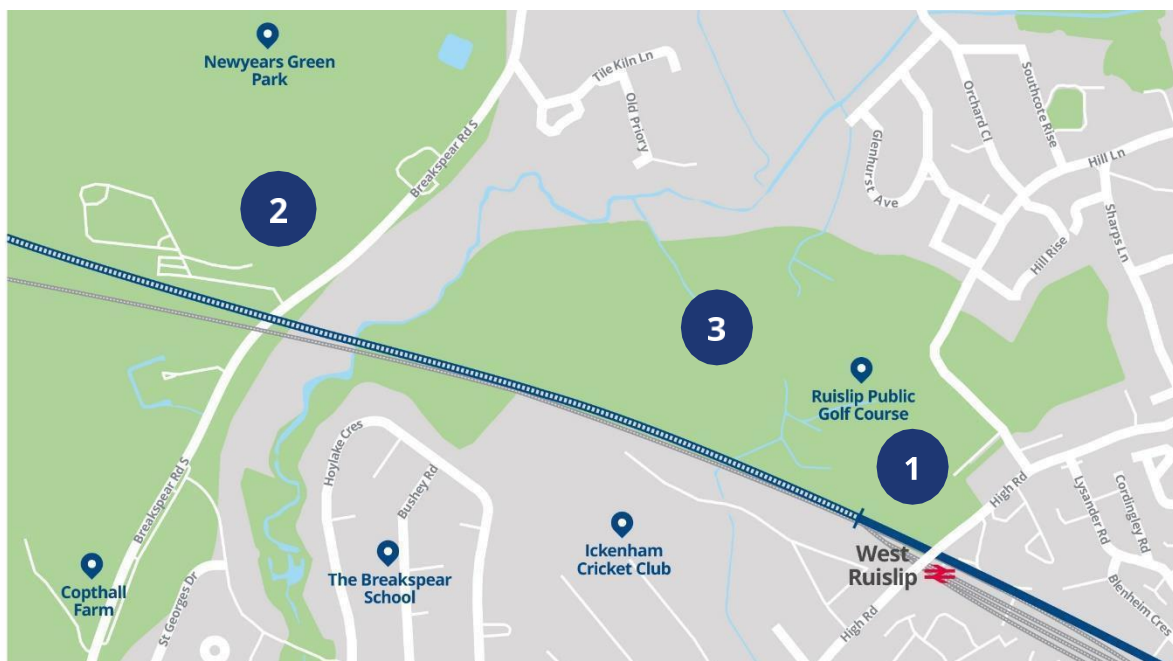 Newyears Green
Park
Tile Kiln Ln
Old Priory
Breakspear Rd S
Glenhurst Ave
Orchard Cl
Southcote Rise
Hill Ln
Sharps Ln
Hill Rise
2
3
Ruislip Public
Golf Course
1
High Rd
Lysander Rd
Cordingley Rd
Blenheim Cres
Hoylake Cres
Bushey Rd
Breakspear Rd S
Ickenham
Cricket Club
West
Ruislip
The Breakspear
School
Copthall
Farm
St Georges Dr
High Rd